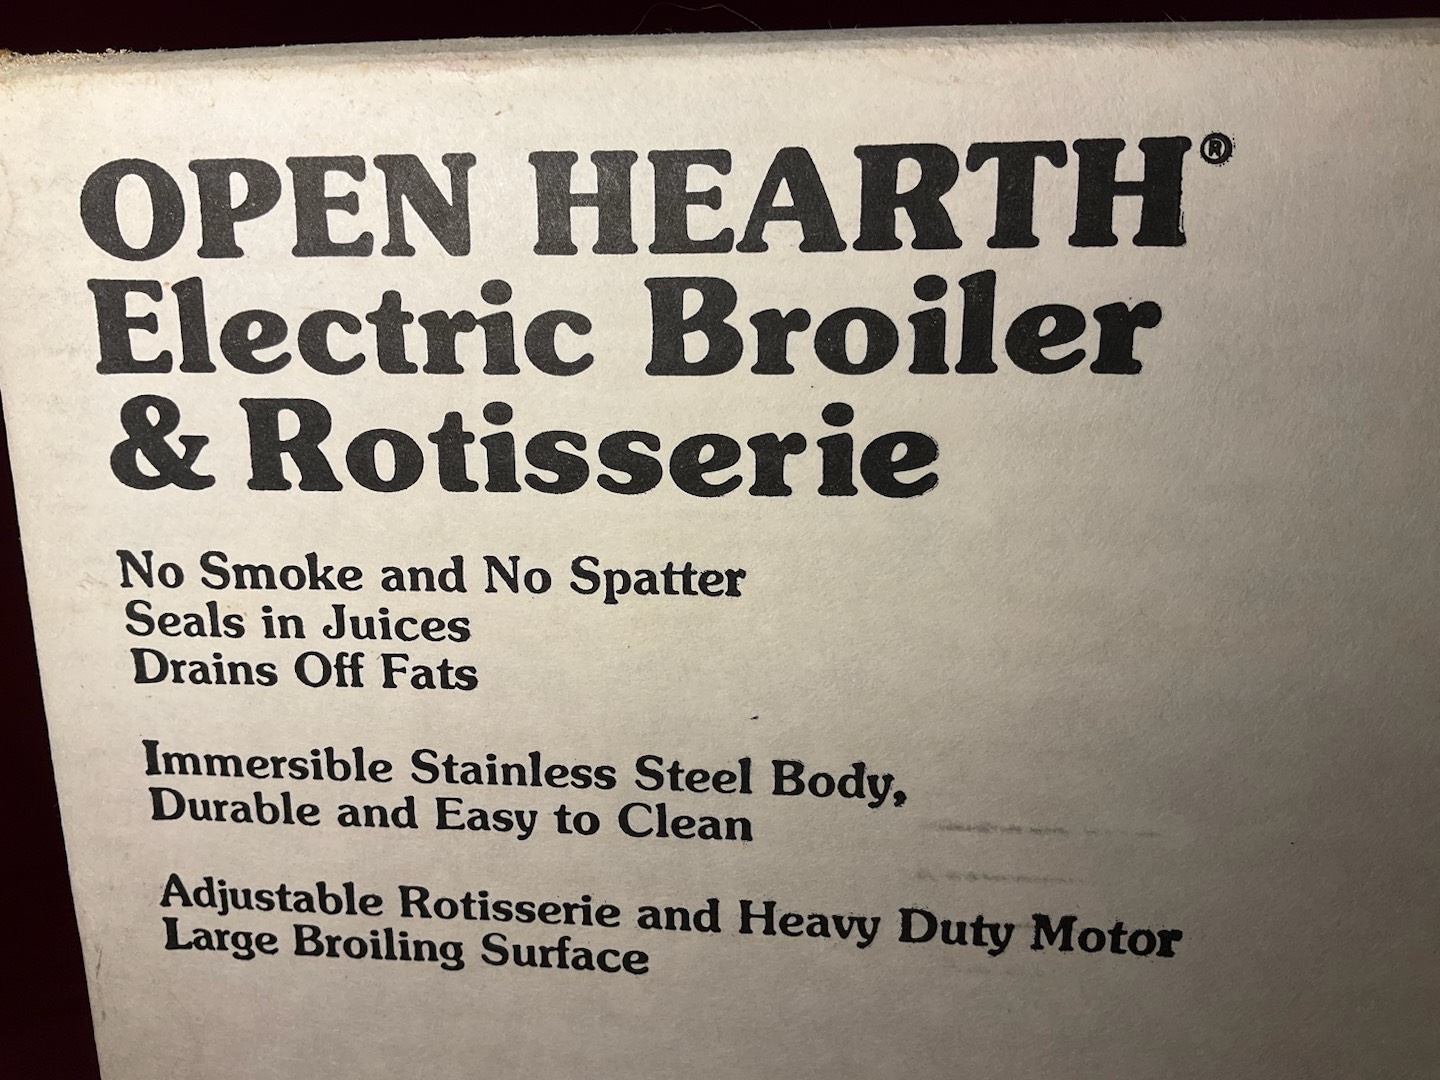 OPEN HEARTH®
Electric Broiler
& Rotisserie
No Smoke and No Spatter
Seals in Juices
Drains Off Fats
Immersible Stainless Steel Body,
Durable and Easy to Clean
Adjustable Rotisserie and Heavy Duty Motor
Large Broiling Surface